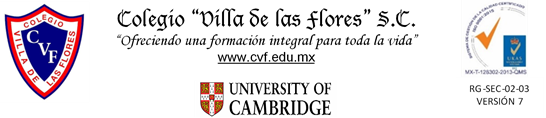 COLEGIO
CVF
VILLA DE LAS FLORES
Colegio “Villa de las Flores” S.C.
“Ofreciendo una formación integral para toda la vida”
www.cvf.edu.mx
UNIVERSITY OF
CAMBRIDGE
MX-T-126302-2013-QMS
RG-SEC-02-03
VERSIÓN 7